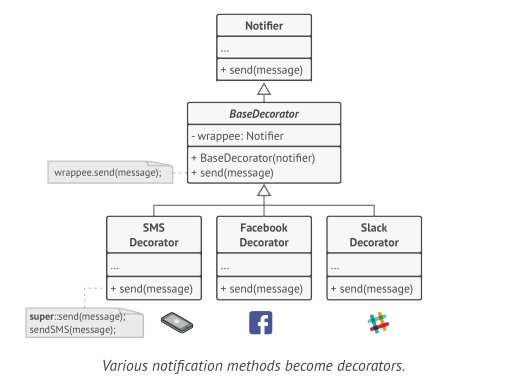 Notifier
...
+ send(message)
BaseDecorator
- wrappee: Notifier
+ BaseDecorator(notifier)
+ send(message)
wrappee.send(message);
SMS
Decorator
...
+ send(message)
Facebook
Decorator
...
+ send(message)
Slack
Decorator
...
+ send(message)
super::send(message);
sendSMS(message);
Various notification methods become decorators.